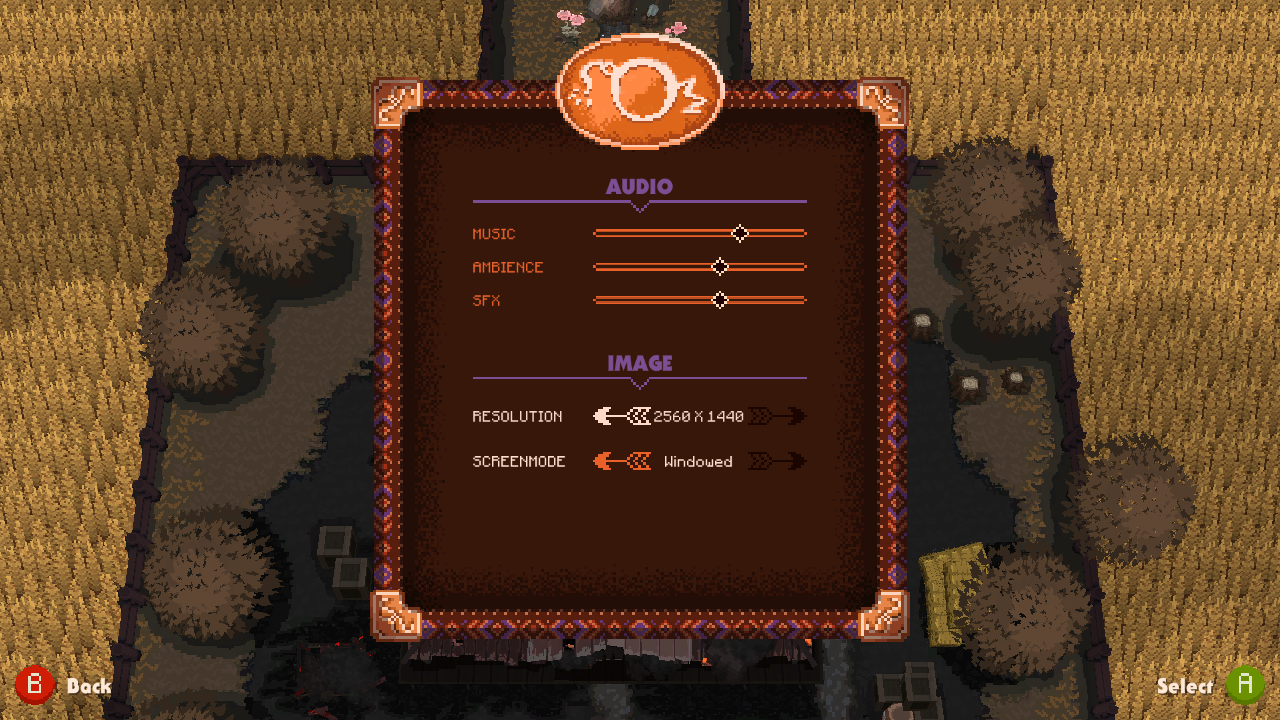 AUDIO
MUSIC
AMBIENCE
SFX
IMAGE
RESOLUTION 2560 X 1440
SCREENMODE Windowed
B Back Select A